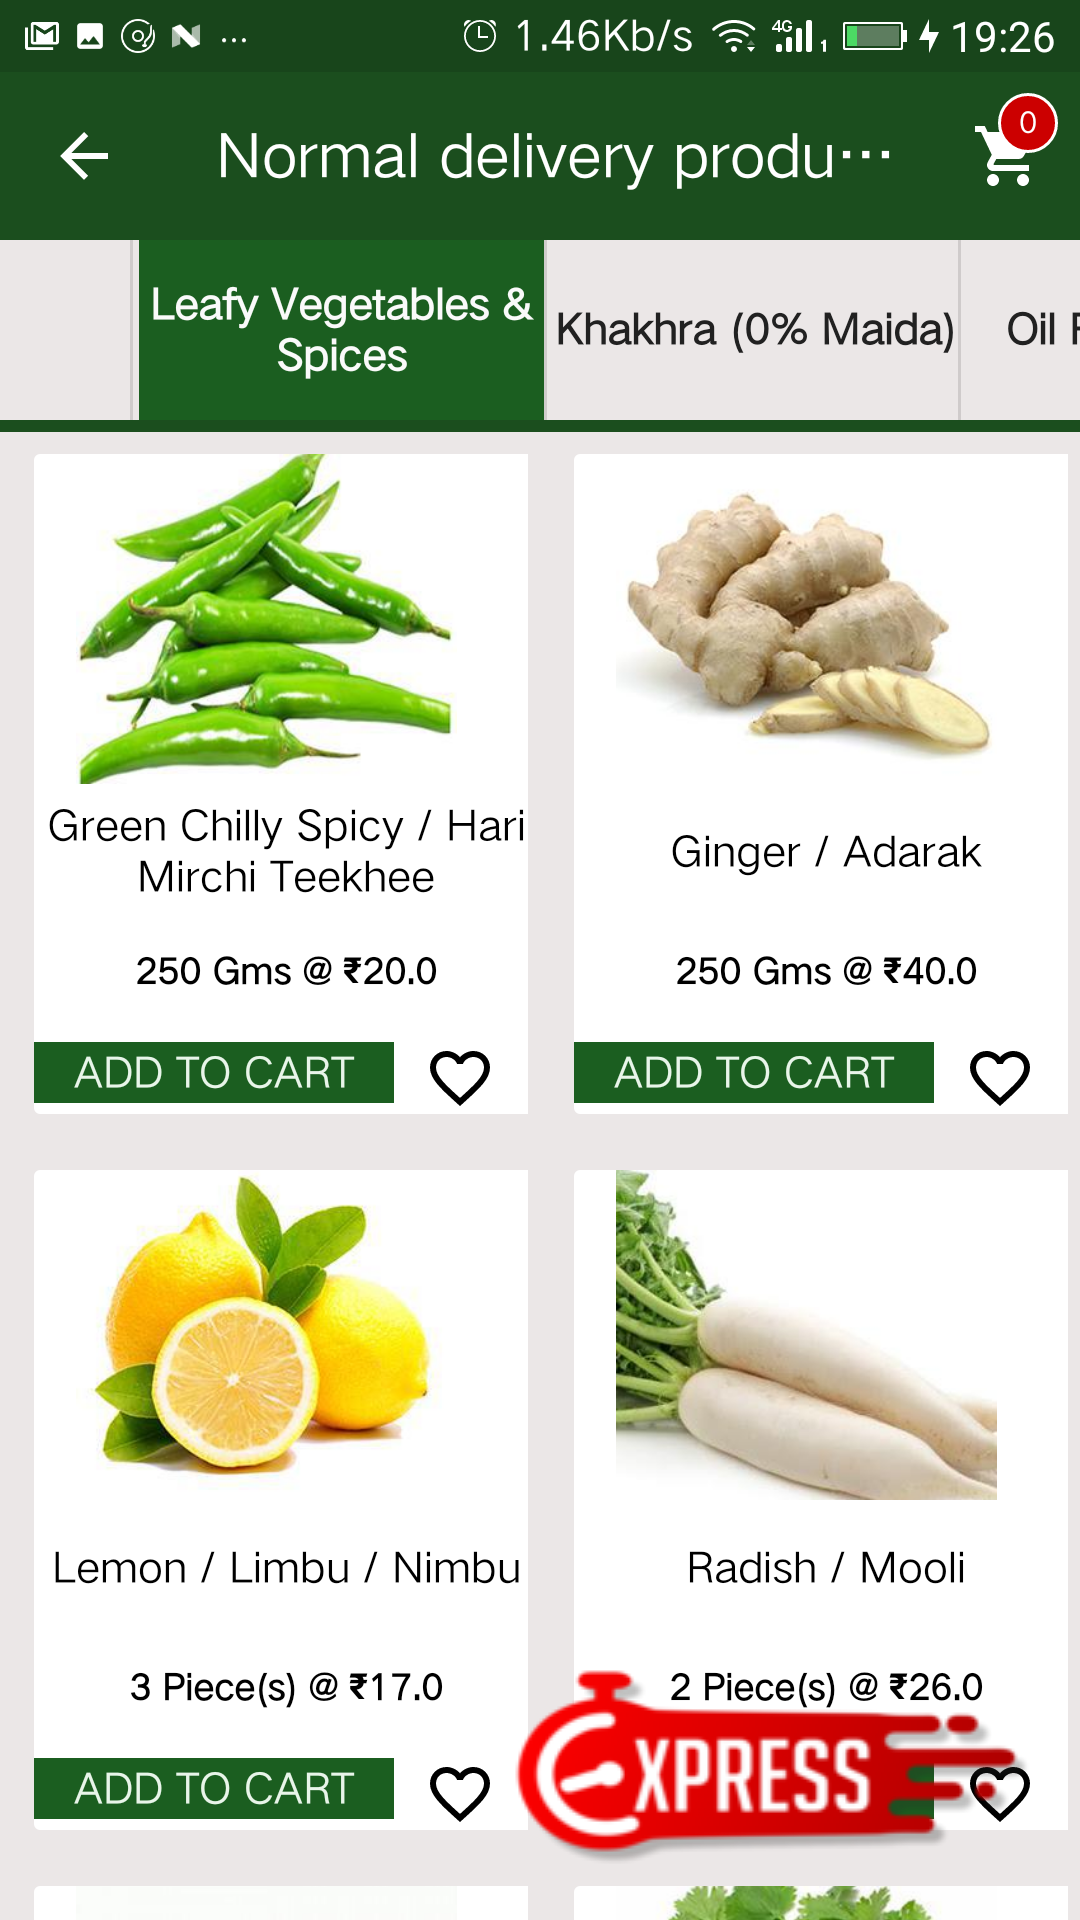 1.46Kb/s 4G 1 19:26
Normal delivery produ...
0
Leafy Vegetables &
Spices
Khakhra (0% Maida)
Oil
Green Chilly Spicy / Hari
Mirchi Teekhee
250 Gms @ ₹20.0
ADD TO CART
Ginger / Adarak
250 Gms @ ₹40.0
ADD TO CART
Lemon / Limbu / Nimbu
3 Piece(s) @ ₹17.0
ADD TO CART
Radish / Mooli
2 Piece(s) @ ₹26.0
EXPRESS